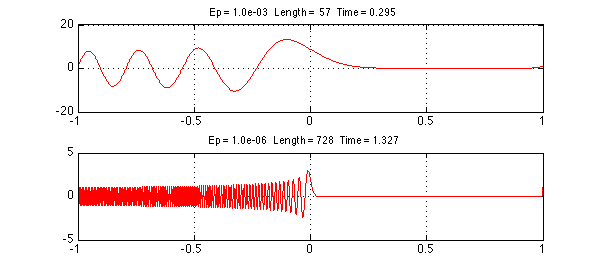 Ep = 1.0e-03 Length = 57 Time = 0.295
20
0
-20
-1 -0.5 0 0.5 1
Ep = 1.0e-06 Length = 728 Time = 1.327
5
0
-5
-1 -0.5 0 0.5 1